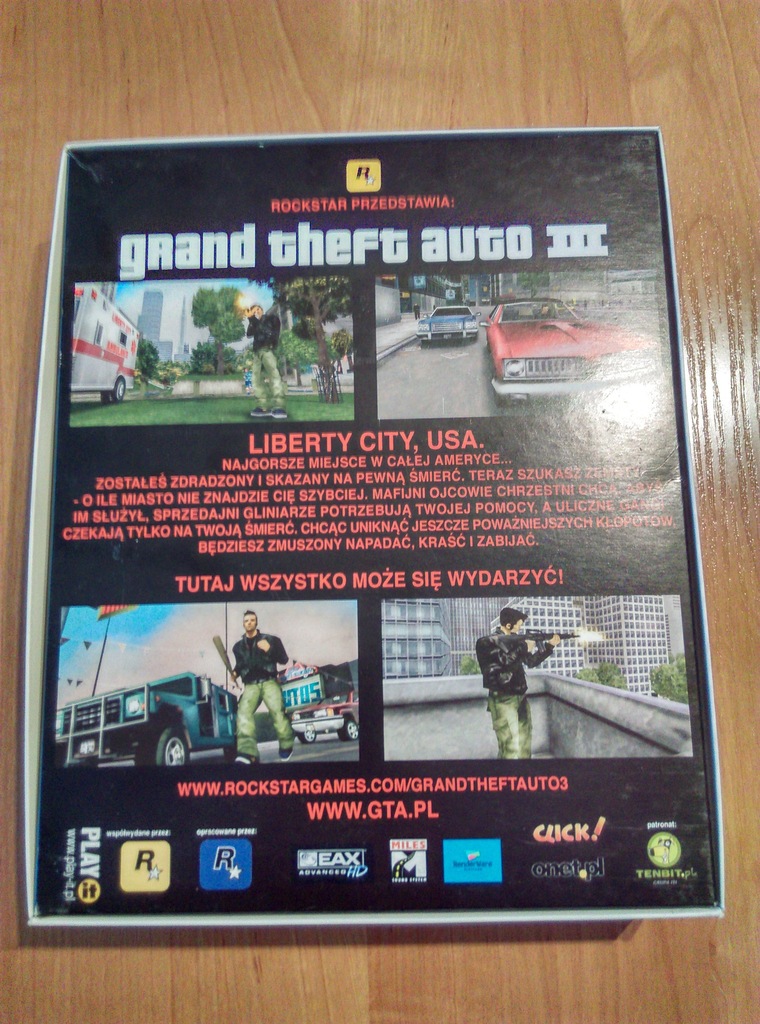 R
ROCKSTAR PRZEDSTAWIA:
grand theft auto III
LIBERTY CITY, USA.
NAJGORSZE MIEJSCE W CAŁEJ AMERYCE...
ZOSTAŁEŚ ZDRADZONY I SKAZANY NA PEWNĄ ŚMIERĆ. TERAZ SZUKASZ ZEMSTY
- O ILE MIASTO NIE ZNAJDZIE CIĘ SZYBCIEJ. MAFIJNI OJCOWIE CHRZESTNI CHCĄ, ABYŚ
IM SŁUŻYŁ, SPRZEDAJNI GLINIARZE POTRZEBUJĄ TWOJEJ POMOCY, A ULICZNE GANGI
CZEKAJĄ TYLKO NA TWOJĄ ŚMIERĆ. CHCĄC UNIKNĄĆ JESZCZE POWAŻNIEJSZYCH KŁOPOTÓW,
BĘDZIESZ ZMUSZONY NAPADAĆ, KRAŚĆ I ZABIJAĆ.
TUTAJ WSZYSTKO MOŻE SIĘ WYDARZYĆ!
WWW.ROCKSTARGAMES.COM/GRANDTHEFTAUTO3
WWW.GTA.PL
PLAY it
www.play-it.pl
współwydane przez:
R
opracowane przez:
R
EAX
ADVANCED HD
MILES
SOUND SYSTEM
RenderWare
CLICK!
onet.pl
patronat:
TENBIT.pl